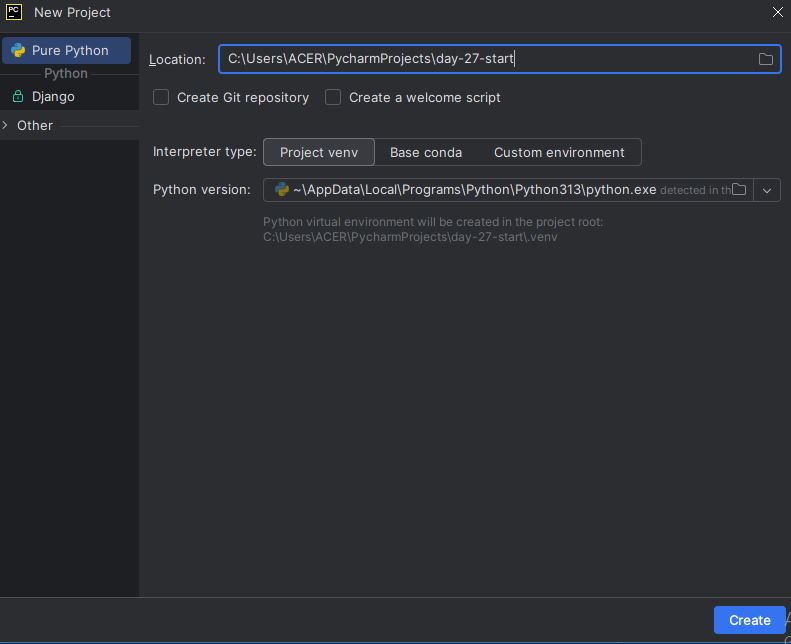 PC New Project
Pure Python
Python
Django
Other
Location: C:\Users\ACER\PycharmProjects\day-27-start
Create Git repository Create a welcome script
Interpreter type: Project venv Base conda Custom environment
Python version: ~\AppData\Local\Programs\Python\Python313\python.exe detected in th
Python virtual environment will be created in the project root:
C:\Users\ACER\PycharmProjects\day-27-start\.venv
Create